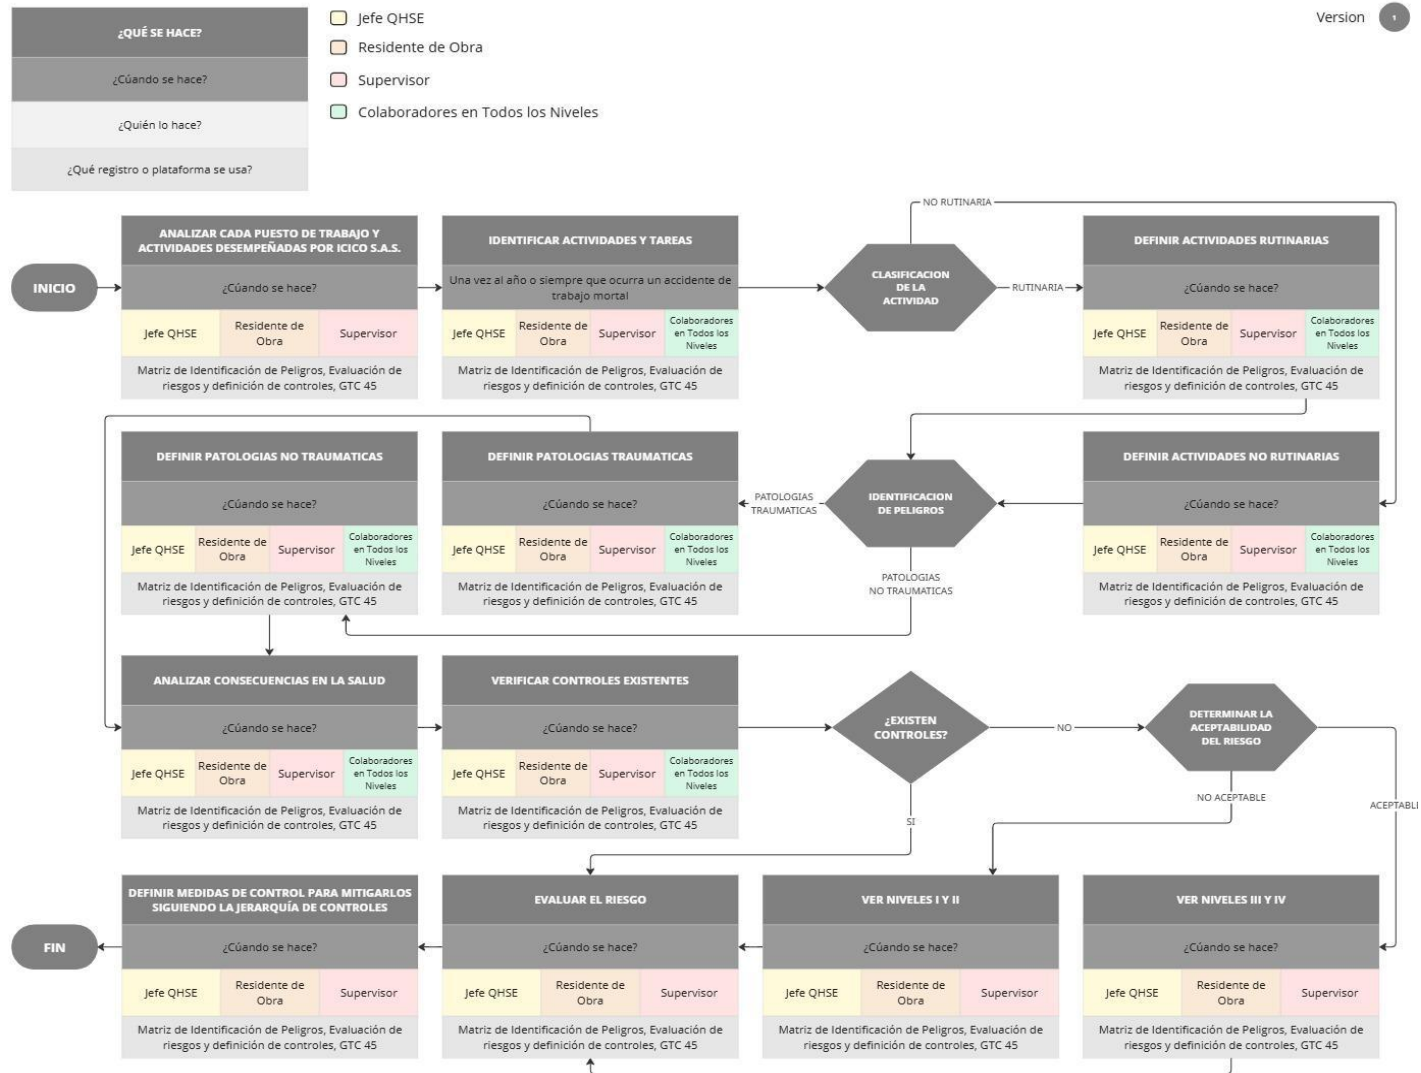 ¿QUÉ SE HACE?
¿Cúando se hace?
¿Quién lo hace?
¿Qué registro o plataforma se usa?
Jefe QHSE
Residente de Obra
Supervisor
Colaboradores en Todos los Niveles
Version 1
INICIO
ANALIZAR CADA PUESTO DE TRABAJO Y
ACTIVIDADES DESEMPEÑADAS POR ICICO S.A.S.
¿Cúando se hace?
Jefe QHSE
Residente de
Obra
Supervisor
Matriz de Identificación de Peligros, Evaluación de
riesgos y definición de controles, GTC 45
IDENTIFICAR ACTIVIDADES Y TAREAS
Una vez al año o siempre que ocurra un accidente de
trabajo mortal
Jefe QHSE
Residente de
Obra
Supervisor
Colaboradores
en Todos los
Niveles
Matriz de Identificación de Peligros, Evaluación de
riesgos y definición de controles, GTC 45
CLASIFICACION
DE LA
ACTIVIDAD
NO RUTINARIA
RUTINARIA
DEFINIR ACTIVIDADES RUTINARIAS
¿Cúando se hace?
Jefe QHSE
Residente de
Obra
Supervisor
Colaboradores
en Todos los
Niveles
Matriz de Identificación de Peligros, Evaluación de
riesgos y definición de controles, GTC 45
DEFINIR PATOLOGIAS NO TRAUMATICAS
¿Cúando se hace?
Jefe QHSE
Residente de
Obra
Supervisor
Colaboradores
en Todos los
Niveles
Matriz de Identificación de Peligros, Evaluación de
riesgos y definición de controles, GTC 45
DEFINIR PATOLOGIAS TRAUMATICAS
¿Cúando se hace?
Jefe QHSE
Residente de
Obra
Supervisor
Colaboradores
en Todos los
Niveles
Matriz de Identificación de Peligros, Evaluación de
riesgos y definición de controles, GTC 45
PATOLOGIAS
TRAUMATICAS
IDENTIFICACION
DE PELIGROS
PATOLOGIAS
NO TRAUMATICAS
DEFINIR ACTIVIDADES NO RUTINARIAS
¿Cúando se hace?
Jefe QHSE
Residente de
Obra
Supervisor
Colaboradores
en Todos los
Niveles
Matriz de Identificación de Peligros, Evaluación de
riesgos y definición de controles, GTC 45
ANALIZAR CONSECUENCIAS EN LA SALUD
¿Cúando se hace?
Jefe QHSE
Residente de
Obra
Supervisor
Colaboradores
en Todos los
Niveles
Matriz de Identificación de Peligros, Evaluación de
riesgos y definición de controles, GTC 45
VERIFICAR CONTROLES EXISTENTES
¿Cúando se hace?
Jefe QHSE
Residente de
Obra
Supervisor
Colaboradores
en Todos los
Niveles
Matriz de Identificación de Peligros, Evaluación de
riesgos y definición de controles, GTC 45
¿EXISTEN
CONTROLES?
NO
SI
DETERMINAR LA
ACEPTABILIDAD
DEL RIESGO
NO ACEPTABLE
ACEPTABLE
FIN
DEFINIR MEDIDAS DE CONTROL PARA MITIGARLOS
SIGUIENDO LA JERARQUÍA DE CONTROLES
¿Cúando se hace?
Jefe QHSE
Residente de
Obra
Supervisor
Matriz de Identificación de Peligros, Evaluación de
riesgos y definición de controles, GTC 45
EVALUAR EL RIESGO
¿Cúando se hace?
Jefe QHSE
Residente de
Obra
Supervisor
Matriz de Identificación de Peligros, Evaluación de
riesgos y definición de controles, GTC 45
VER NIVELES I Y II
¿Cúando se hace?
Jefe QHSE
Residente de
Obra
Supervisor
Matriz de Identificación de Peligros, Evaluación de
riesgos y definición de controles, GTC 45
VER NIVELES III Y IV
¿Cúando se hace?
Jefe QHSE
Residente de
Obra
Supervisor
Matriz de Identificación de Peligros, Evaluación de
riesgos y definición de controles, GTC 45